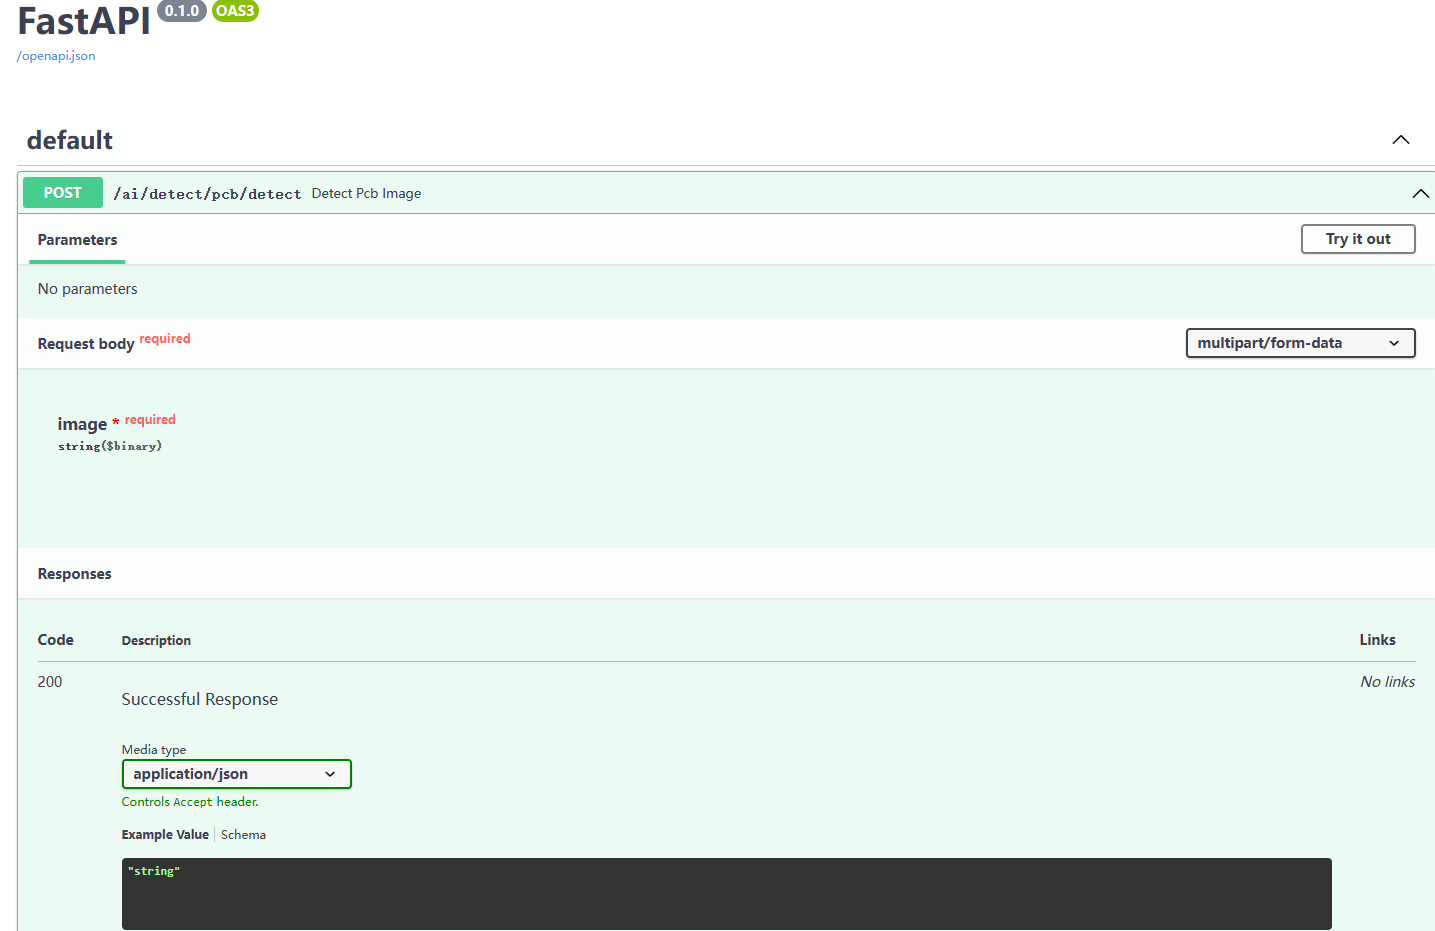 FastAPI 0.1.0 OAS3
/openapi.json
default
POST /ai/detect/pcb/detect Detect Pcb Image
Parameters Try it out
No parameters
Request body required multipart/form-data
image * required
string($binary)
Responses
Code Description Links
200 No links
Successful Response
Media type
application/json
Controls Accept header.
Example Value Schema
"string"